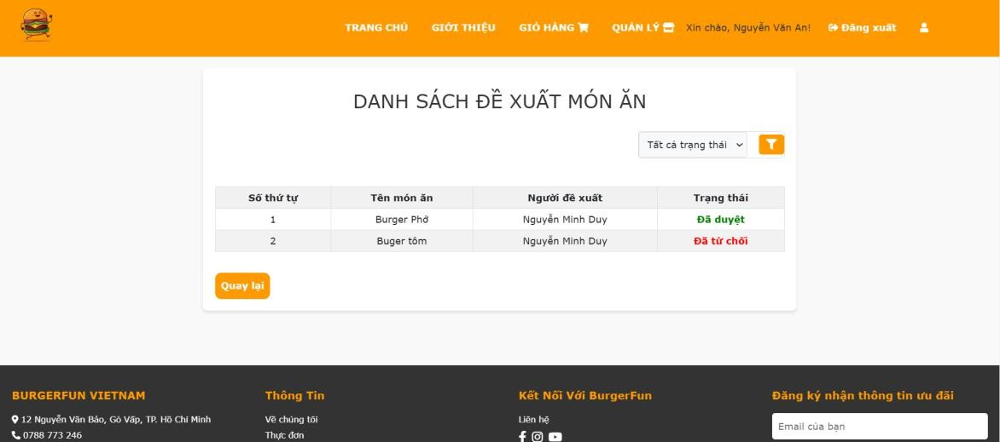 TRANG CHỦ GIỚI THIỆU GIỎ HÀNG QUẢN LÝ Xin chào, Nguyễn Văn An! Đăng xuất
DANH SÁCH ĐỀ XUẤT MÓN ĂN
Tất cả trạng thái
Số thứ tự Tên món ăn Người đề xuất Trạng thái
1 Burger Phở Nguyễn Minh Duy Đã duyệt
2 Buger tôm Nguyễn Minh Duy Đã từ chối
Quay lại
BURGERFUN VIETNAM Thông Tin Kết Nối Với BurgerFun Đăng ký nhận thông tin ưu đãi
12 Nguyễn Văn Bảo, Gò Vấp, TP. Hồ Chí Minh Về chúng tôi Liên hệ Email của bạn
0788 773 246 Thực đơn